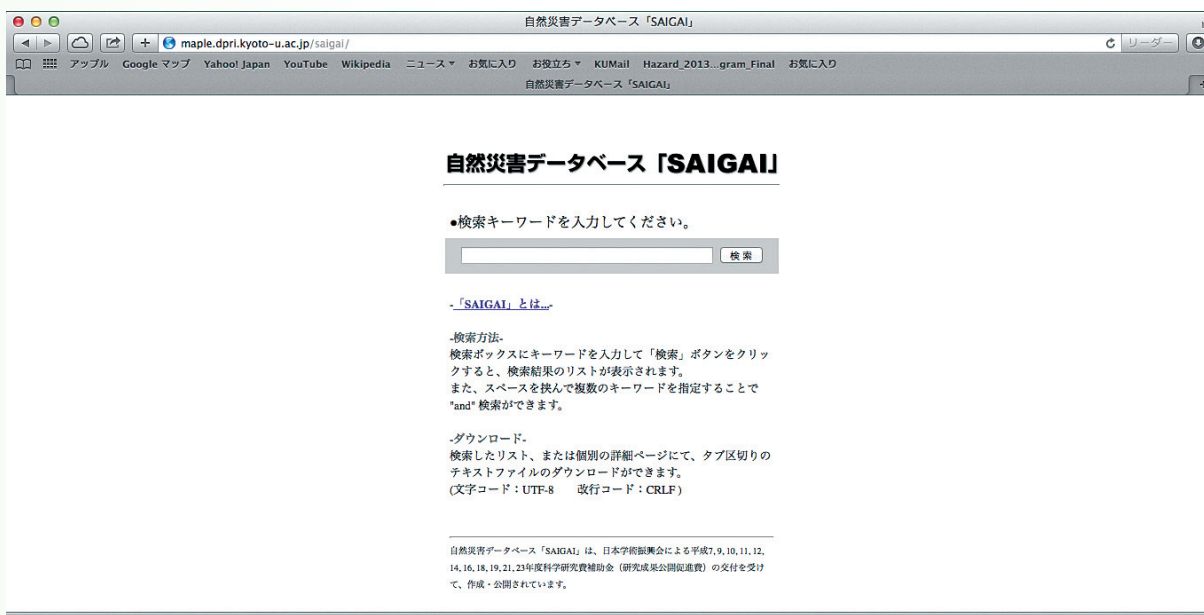 自然災害データベース「SAIGAI」
maple.dpri.kyoto-u.ac.jp/saigai/
リーダー
アップル Google マップ Yahoo! Japan YouTube Wikipedia ニュース お気に入り お役立ち KUMail Hazard_2013...gram_Final お気に入り
自然災害データベース「SAIGAI」
自然災害データベース「SAIGAI」
●検索キーワードを入力してください。
検 索
-「SAIGAI」とは...-
-検索方法-
検索ボックスにキーワードを入力して「検索」ボタンをクリッ
クすると、検索結果のリストが表示されます。
また、スペースを挟んで複数のキーワードを指定することで
"and" 検索ができます。
-ダウンロード-
検索したリスト、または個別の詳細ページにて、タブ区切りの
テキストファイルのダウンロードができます。
(文字コード：UTF-8　　改行コード：CRLF )
自然災害データベース「SAIGAI」は、日本学術振興会による平成7, 9, 10, 11, 12,
14, 16, 18, 19, 21, 23年度科学研究費補助金（研究成果公開促進費）の交付を受け
て、作成・公開されています。